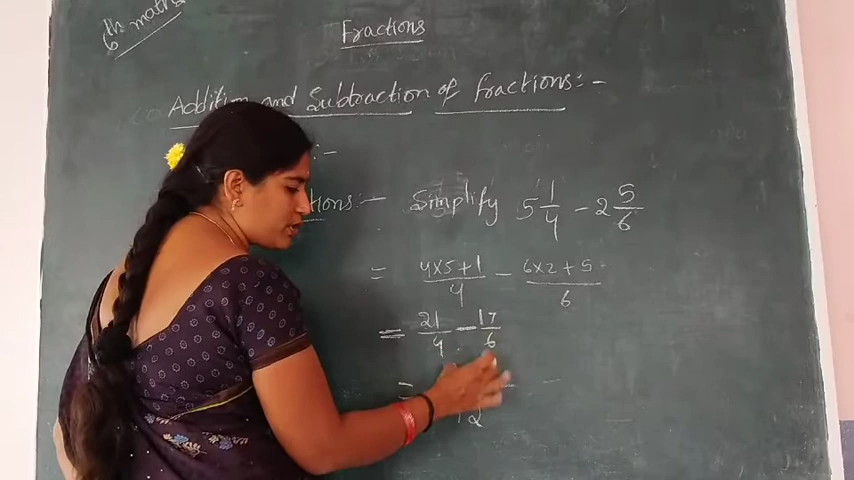 6th maths
Fractions
Addition and Subtraction of fractions:-
:-
Simplify 5 1/4 - 2 5/6
= 4x5+1/4 - 6x2+5/6
= 21/4 - 17/6
= 12